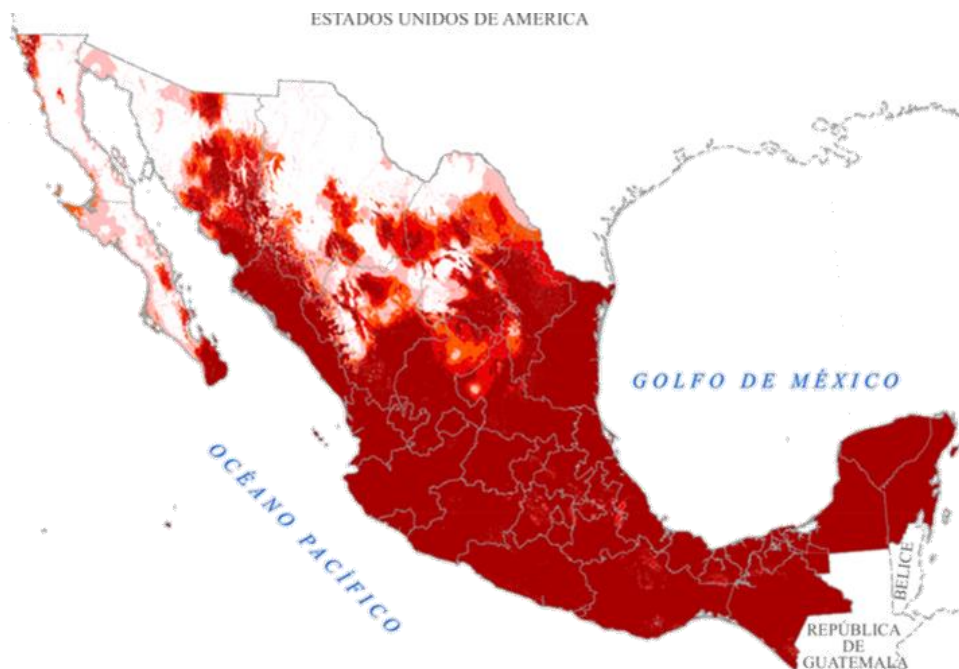 ESTADOS UNIDOS DE AMERICA
GOLFO DE MÉXICO
OCÉANO PACÍFICO
BELICE
REPÚBLICA
DE
GUATEMALA